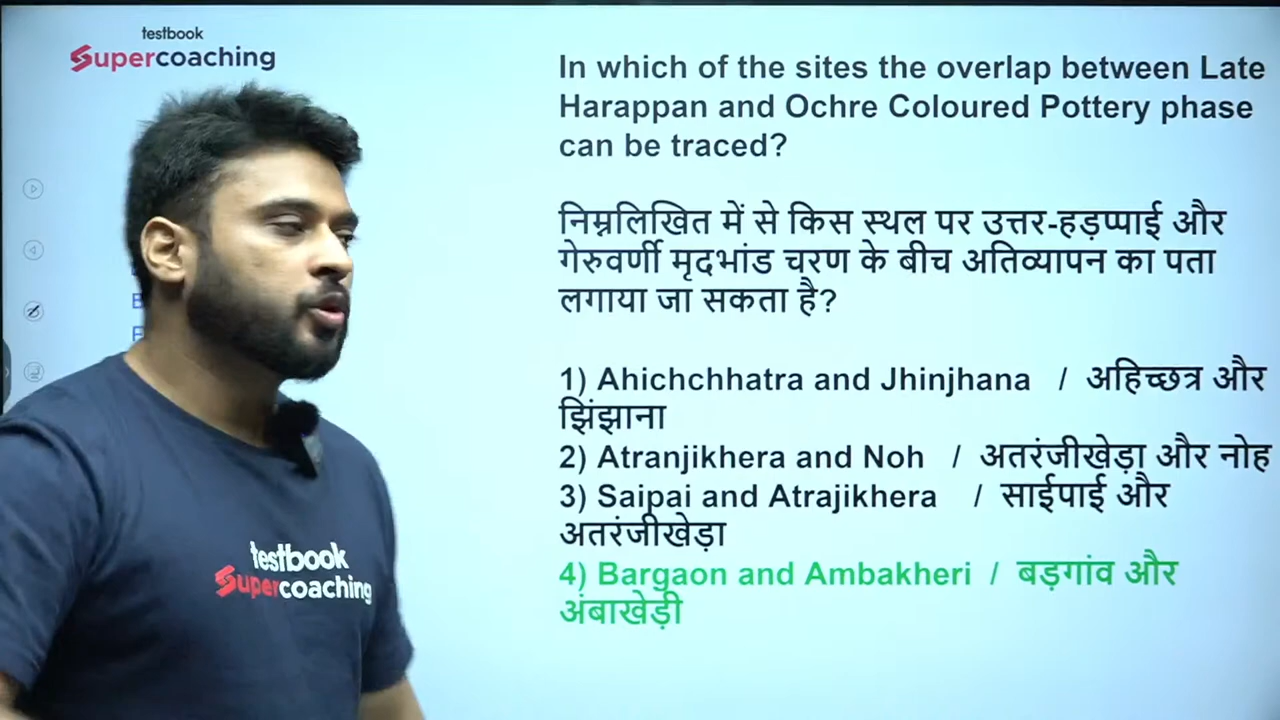 testbook
Supercoaching
In which of the sites the overlap between Late
Harappan and Ochre Coloured Pottery phase
can be traced?
निम्नलिखित में से किस स्थल पर उत्तर-हड़प्पाई और
गेरुवर्णी मृदभांड चरण के बीच अतिव्यापन का पता
लगाया जा सकता है?
1) Ahichchhatra and Jhinjhana / अहिच्छत्र और
झिंझाना
2) Atranjikhera and Noh / अतरंजीखेड़ा और नोह
3) Saipai and Atrajikhera / साईपाई और
अतरंजीखेड़ा
4) Bargaon and Ambakheri / बड़गांव और
अंबाखेड़ी
testbook
Supercoaching